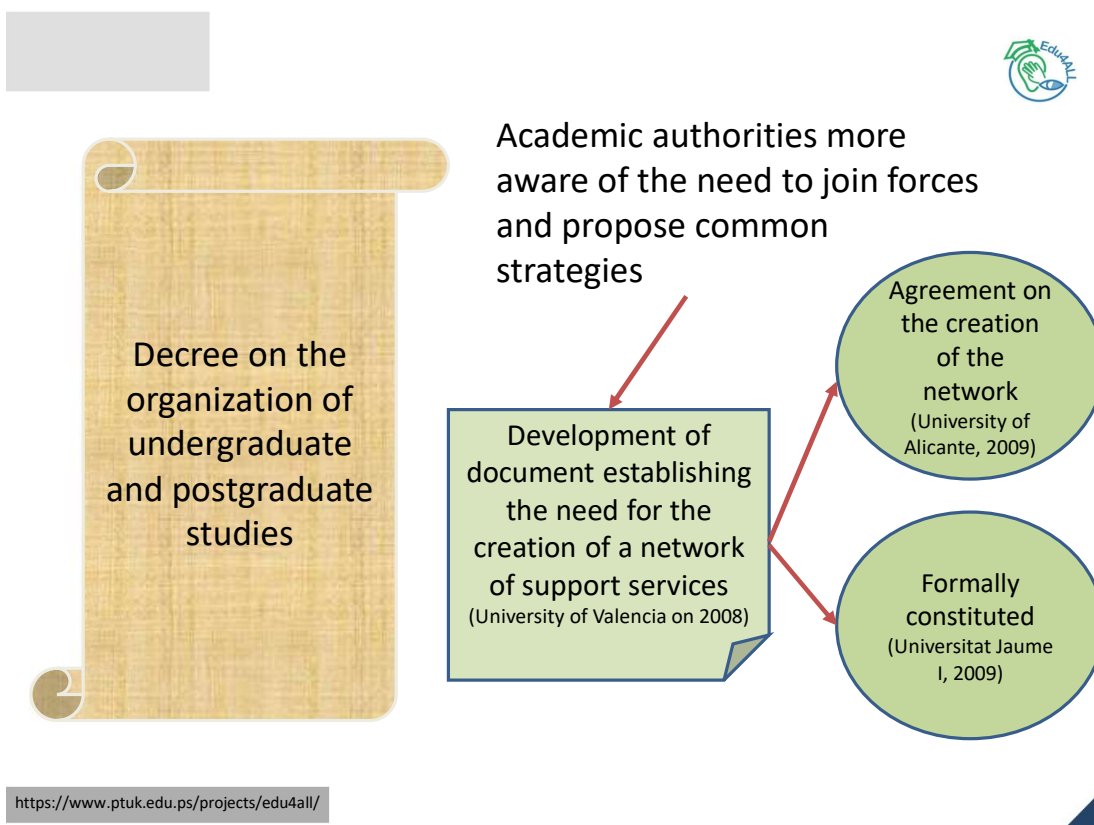 Edu4ALL
Academic authorities more
aware of the need to join forces
and propose common
strategies
Decree on the
organization of
undergraduate
and postgraduate
studies
Development of
document establishing
the need for the
creation of a network
of support services
(University of Valencia on 2008)
Agreement on
the creation
of the
network
(University of
Alicante, 2009)
Formally
constituted
(Universitat Jaume
I, 2009)
https://www.ptuk.edu.ps/projects/edu4all/